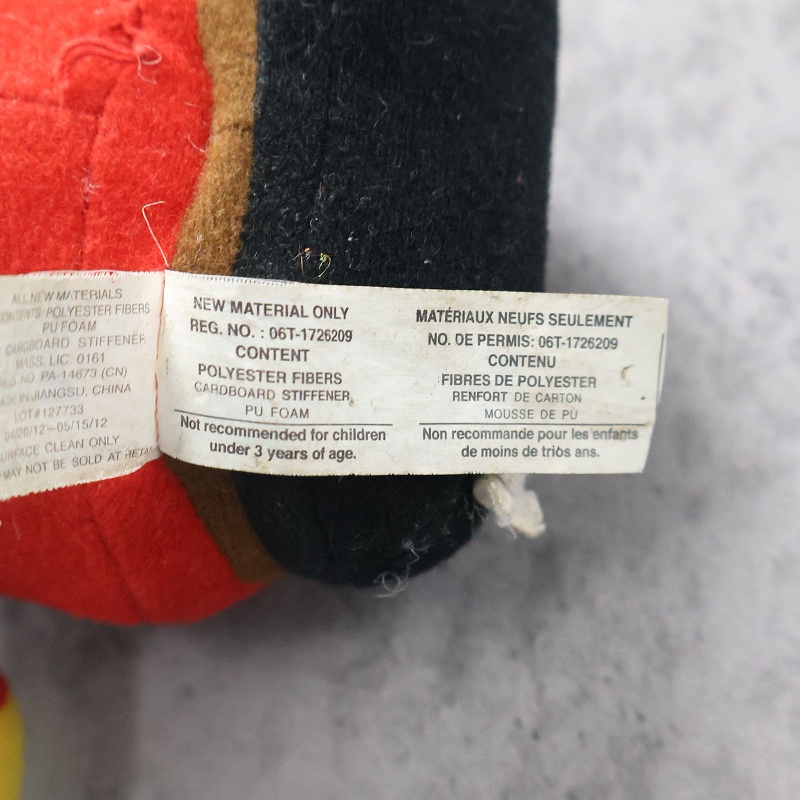 ALL NEW MATERIALS
CONTENTS: POLYESTER FIBERS
PU FOAM
CARDBOARD STIFFENER
MASS. LIC. 0161
REG NO PA-14673 (CN)
MADE IN JIANGSU, CHINA
LOT#127733
04/20/12-05/15/12
SURFACE CLEAN ONLY
MAY NOT BE SOLD AT RETAIL
NEW MATERIAL ONLY
REG. NO. : 06T-1726209
CONTENT
POLYESTER FIBERS
CARDBOARD STIFFENER
PU FOAM
Not recommended for children
under 3 years of age.
MATÉRIAUX NEUFS SEULEMENT
NO. DE PERMIS: 06T-1726209
CONTENU
FIBRES DE POLYESTER
RENFORT DE CARTON
MOUSSE DE PU
Non recommande pour les enfants
de moins de triòs ans.